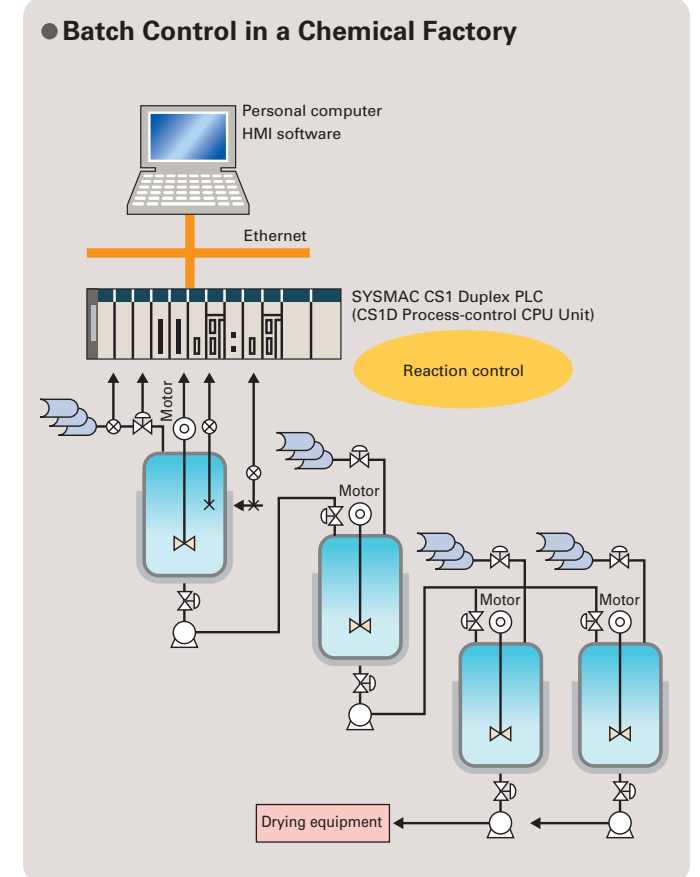 Batch Control in a Chemical Factory
Personal computer
HMI software
Ethernet
SYSMAC CS1 Duplex PLC
(CS1D Process-control CPU Unit)
Reaction control
Motor
Motor
Motor
Motor
Drying equipment